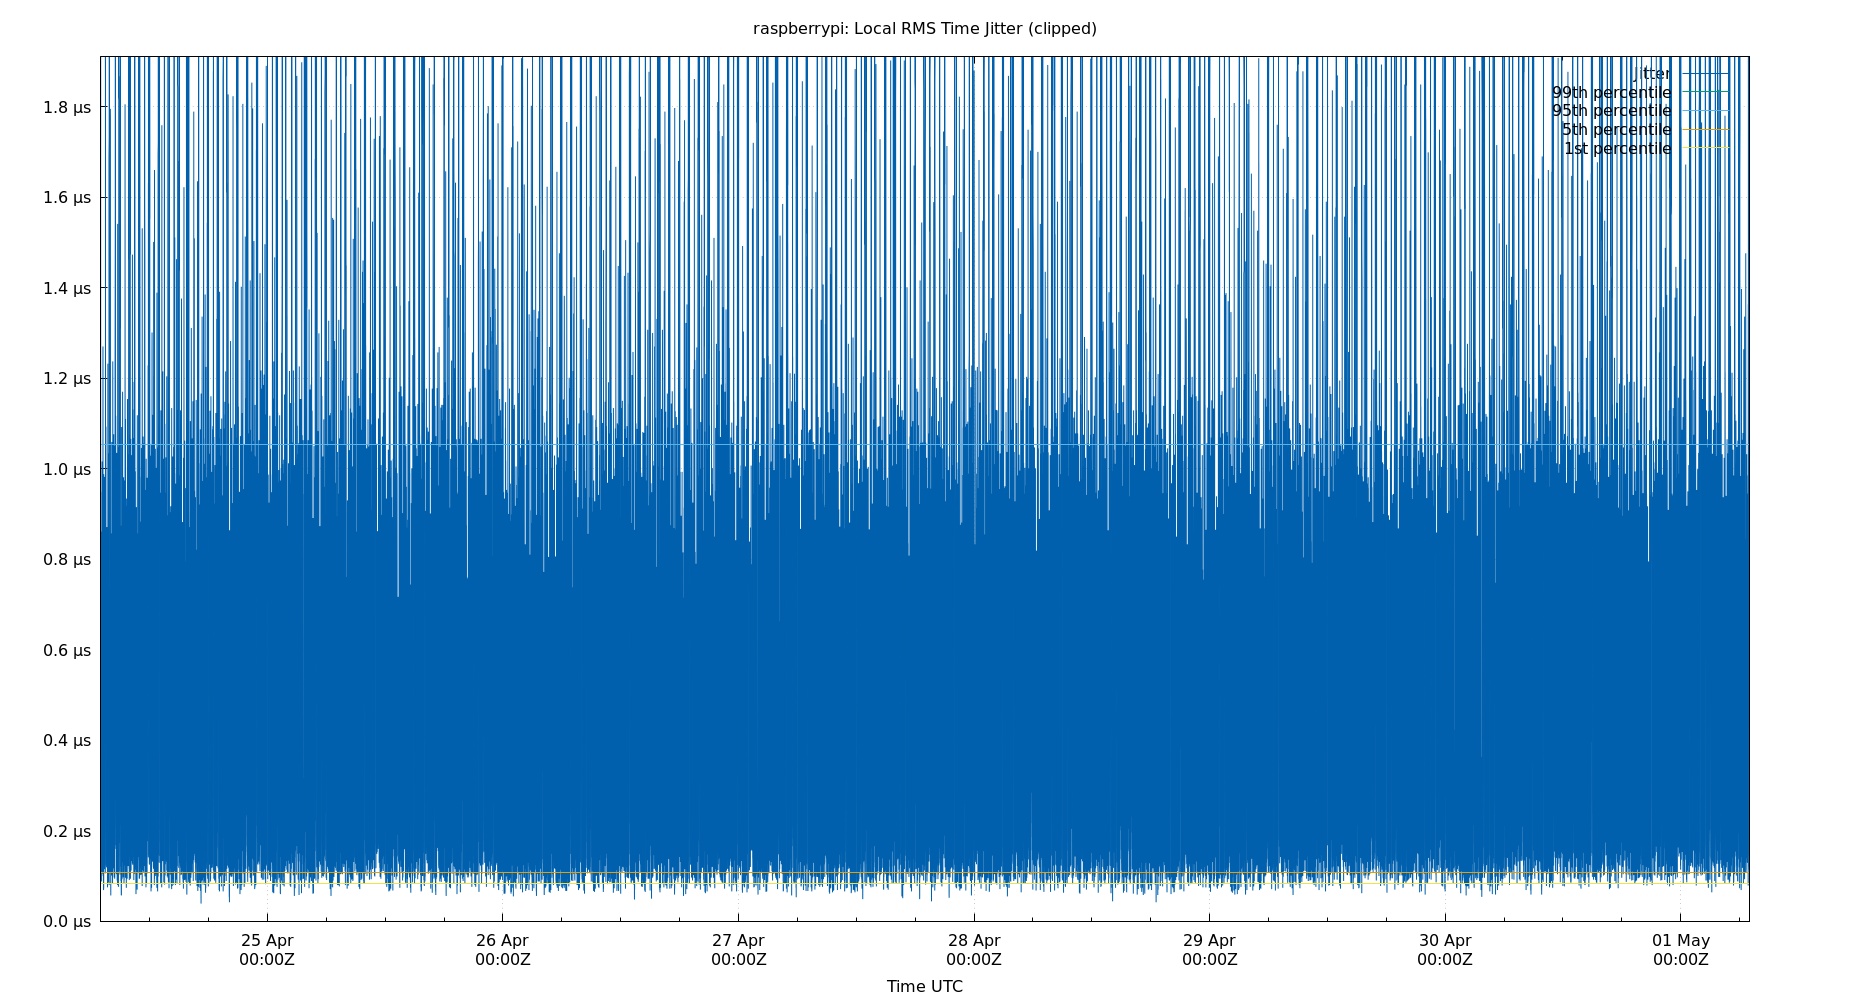 raspberrypi: Local RMS Time Jitter (clipped)
jitter
99th percentile
95th percentile
5th percentile
1st percentile
1.8 µs
1.6 µs
1.4 µs
1.2 µs
1.0 µs
0.8 µs
0.6 µs
0.4 µs
0.2 µs
0.0 µs
25 Apr 26 Apr 27 Apr 28 Apr 29 Apr 30 Apr 01 May
00:00Z 00:00Z 00:00Z 00:00Z 00:00Z 00:00Z 00:00Z
Time UTC